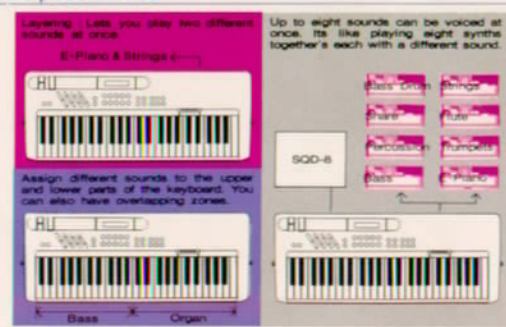 Layering : Lets you play two different
sounds at once.
E-Piano & Strings
Assign different sounds to the upper
and lower parts of the keyboard. You
can also have overlapping zones.
Bass
Organ
Up to eight sounds can be voiced at
once. Its like playing eight synths
together's each with a different sound.
SQD-8
Bass Drum
Strings
Snare
Flute
Percossion
Trumpets
Bass
E-Piano